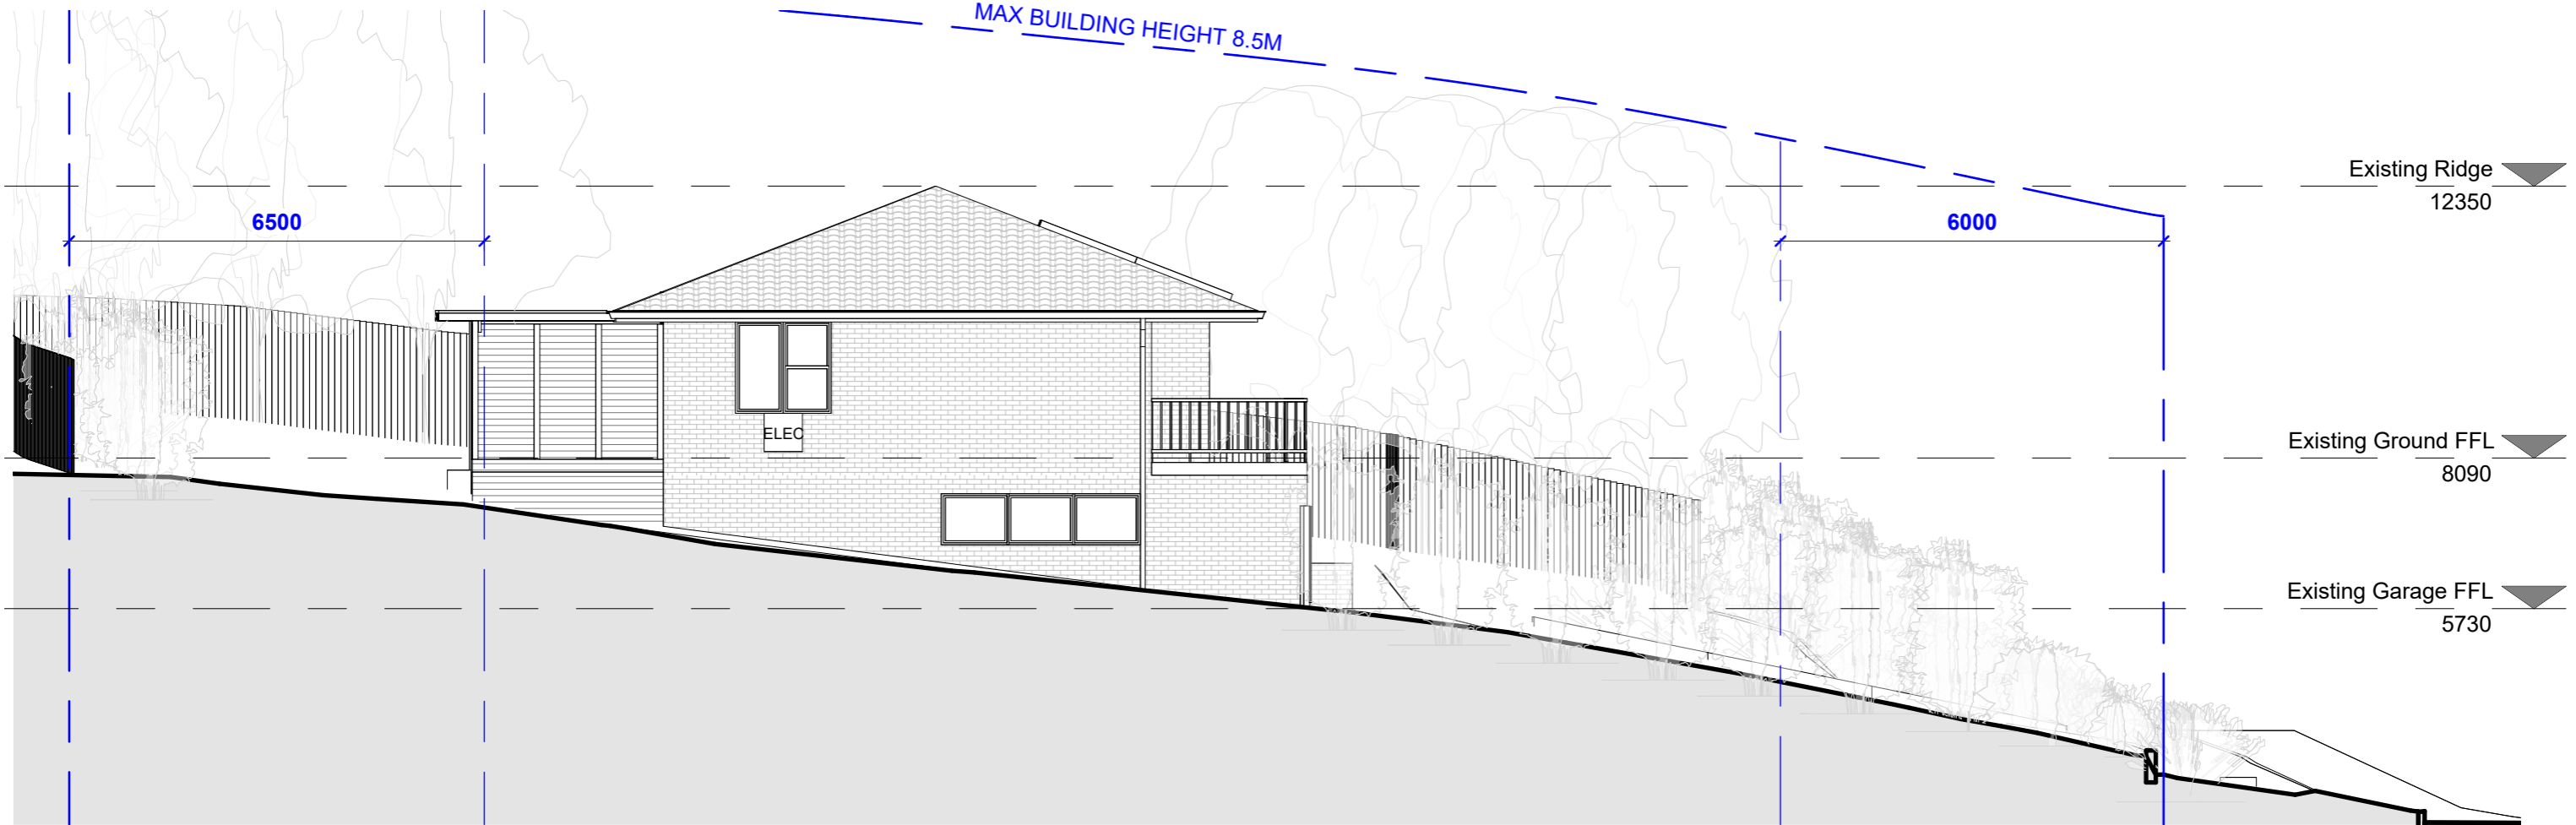 MAX BUILDING HEIGHT 8.5M
Existing Ridge
12350
6500
6000
ELEC
Existing Ground FFL
8090
Existing Garage FFL
5730